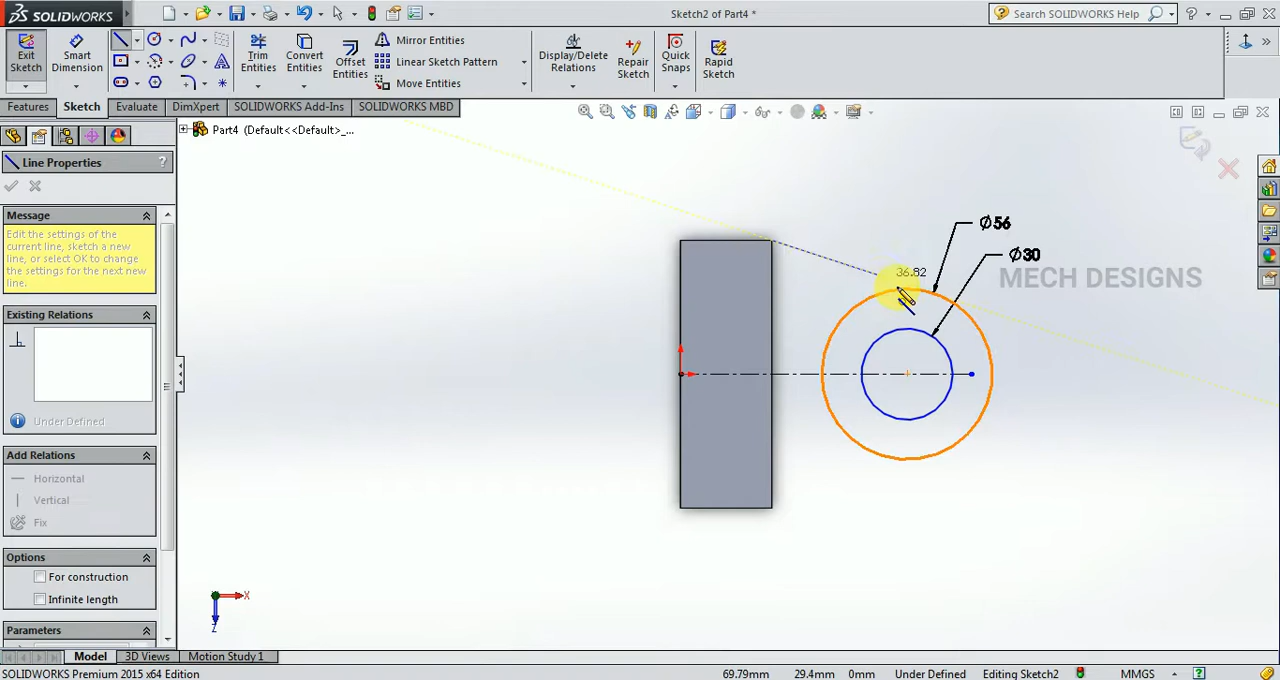 SOLIDWORKS
Sketch2 of Part4 *
Search SOLIDWORKS Help
Exit Sketch
Smart Dimension
Trim Entities
Convert Entities
Offset Entities
Mirror Entities
Linear Sketch Pattern
Move Entities
Display/Delete Relations
Repair Sketch
Quick Snaps
Rapid Sketch
Features
Sketch
Evaluate
DimXpert
SOLIDWORKS Add-Ins
SOLIDWORKS MBD
Part4 (Default<<Default>_...
Line Properties
?
Message
Edit the settings of the
current line, sketch a new
line, or select OK to change
the settings for the next new
line.
Existing Relations
Under Defined
Add Relations
Horizontal
Vertical
Fix
Options
For construction
Infinite length
Parameters
36.82
∅56
∅30
MECH DESIGNS
X
Z
Model
3D Views
Motion Study 1
SOLIDWORKS Premium 2015 x64 Edition
69.79mm
29.4mm
0mm
Under Defined
Editing Sketch2
MMGS
?